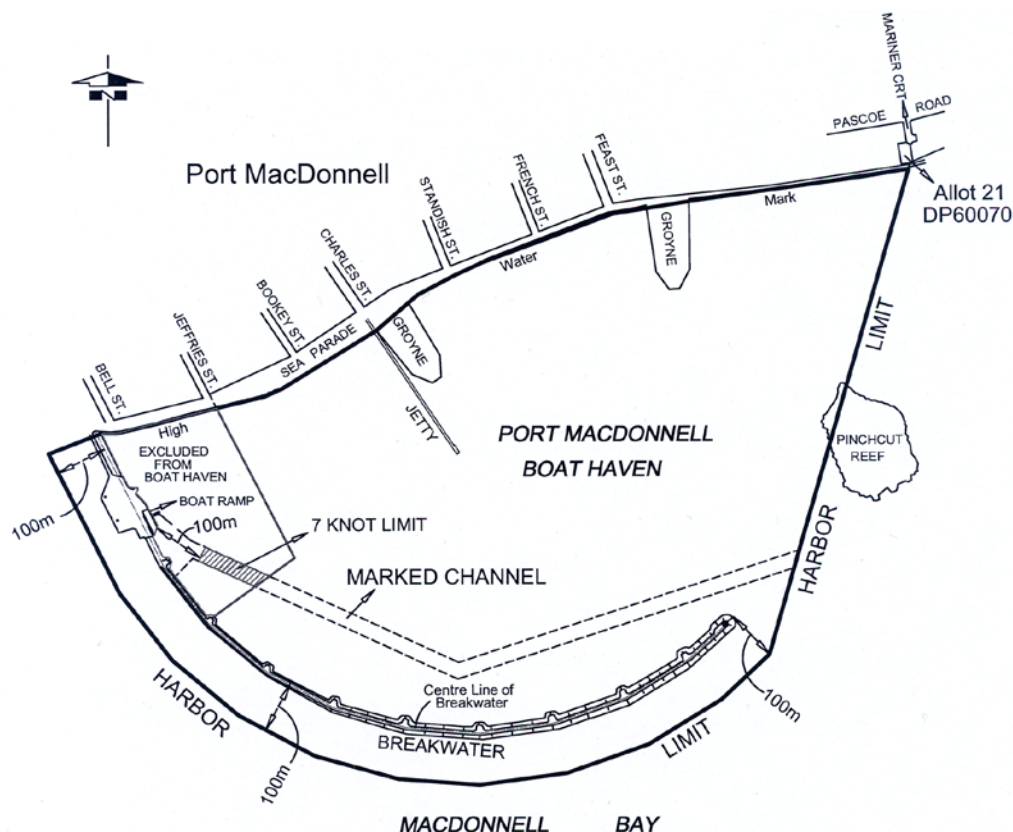 MARINER CRT
PASCOE ROAD
N
Port MacDonnell
FEAST ST.
FRENCH ST.
STANDISH ST.
CHARLES ST.
BOOKEY ST.
JEFFRIES ST.
BELL ST.
Allot 21
DP60070
Mark
Water
High
GROYNE
GROYNE
SEA PARADE
JETTY
LIMIT
HARBOR
PORT MACDONNELL
BOAT HAVEN
PINCHCUT
REEF
EXCLUDED
FROM
BOAT HAVEN
BOAT RAMP
100m
100m
7 KNOT LIMIT
MARKED CHANNEL
Centre Line of
Breakwater
BREAKWATER
HARBOR
LIMIT
100m
100m
MACDONNELL BAY